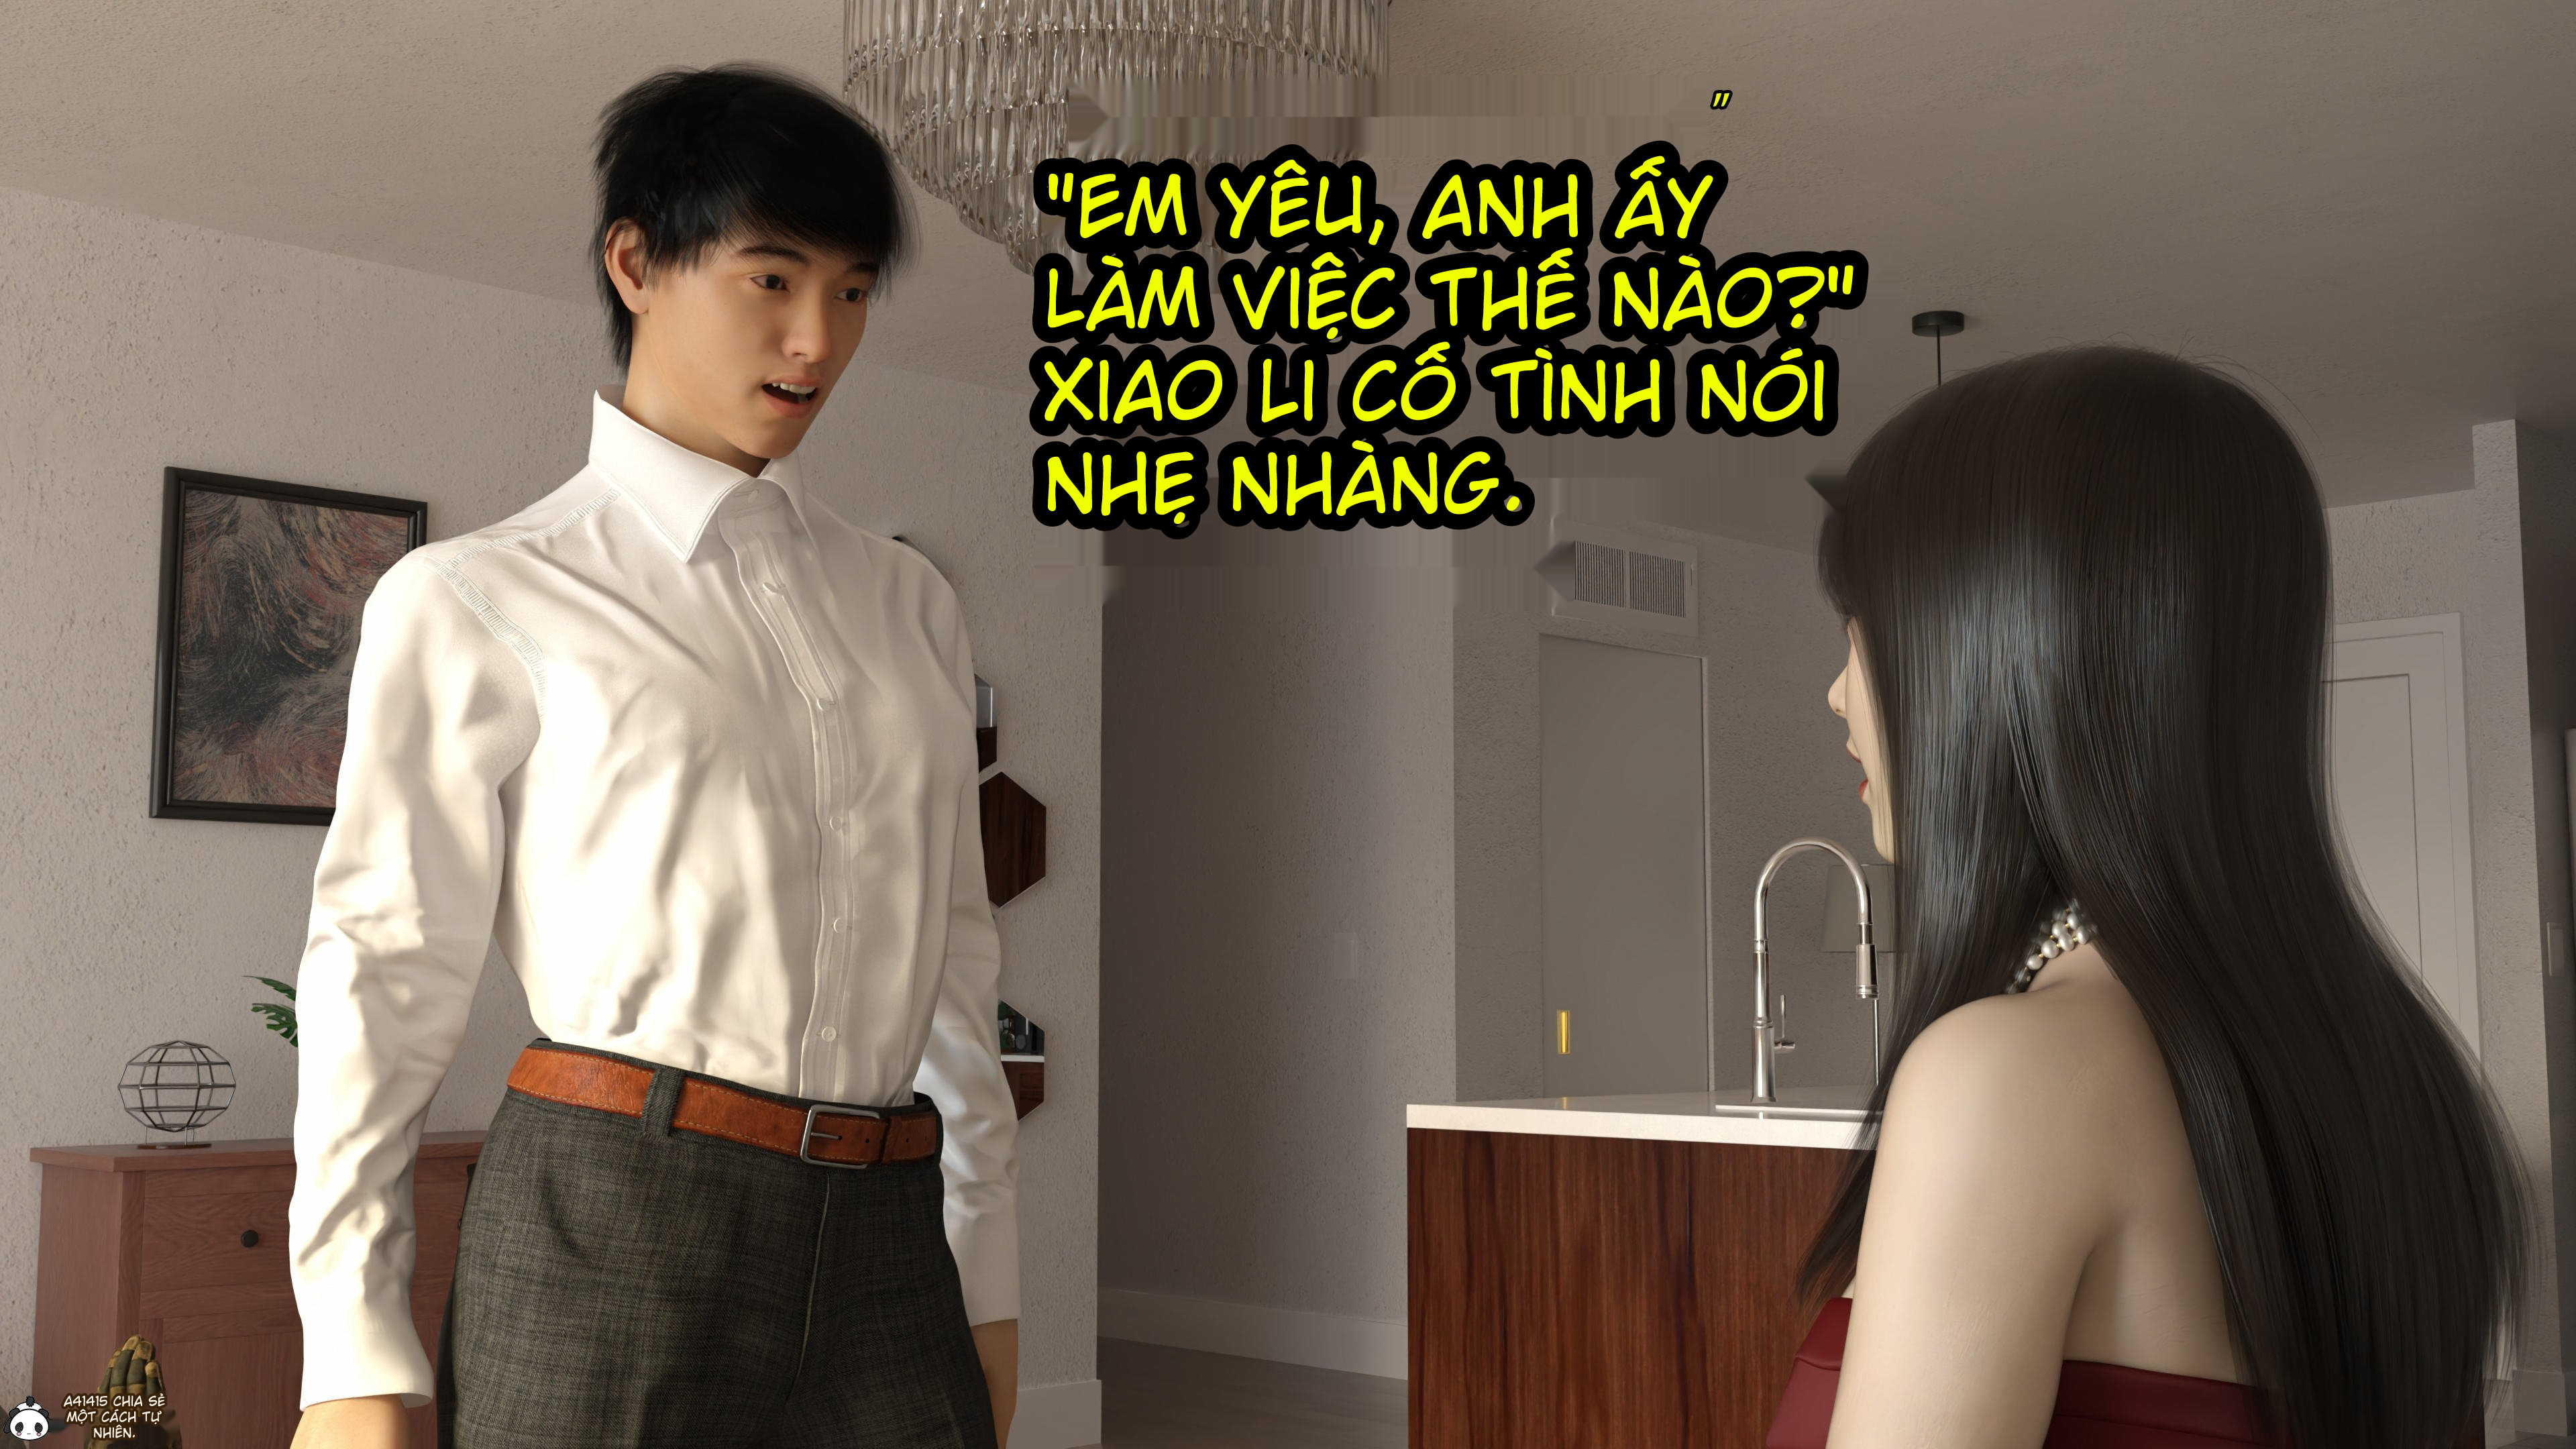 "
"EM YÊU, ANH ẤY
LÀM VIỆC THẾ NÀO?"
XIAO LI CỐ TÌNH NÓI
NHẸ NHÀNG.
A41415 CHIA SẺ
MỘT CÁCH TỰ
NHIÊN.